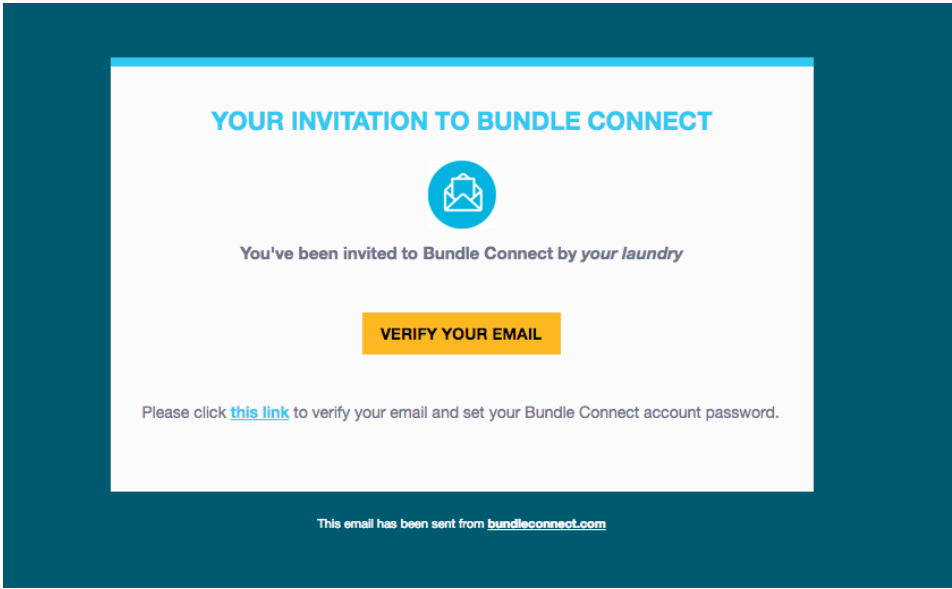 YOUR INVITATION TO BUNDLE CONNECT
You've been invited to Bundle Connect by your laundry
VERIFY YOUR EMAIL
Please click this link to verify your email and set your Bundle Connect account password.
This email has been sent from bundleconnect.com